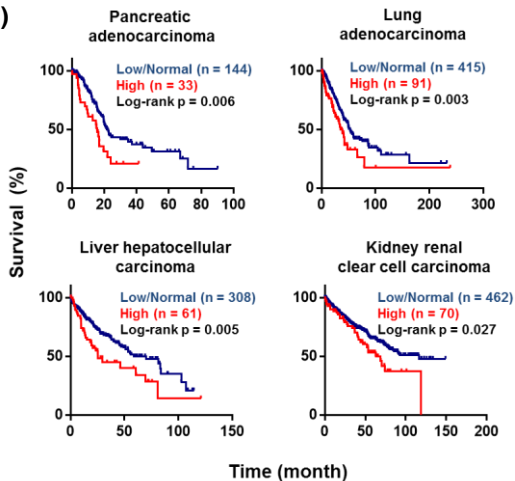 )
Pancreatic
adenocarcinoma
Low/Normal (n = 144)
High (n = 33)
Log-rank p = 0.006
100
50
0
0 20 40 60 80 100
Lung
adenocarcinoma
Low/Normal (n = 415)
High (n = 91)
Log-rank p = 0.003
100
50
0
0 100 200 300
Survival (%)
Liver hepatocellular
carcinoma
Low/Normal (n = 308)
High (n = 61)
Log-rank p = 0.005
100
50
0
0 50 100 150
Kidney renal
clear cell carcinoma
Low/Normal (n = 462)
High (n = 70)
Log-rank p = 0.027
100
50
0
0 50 100 150 200
Time (month)